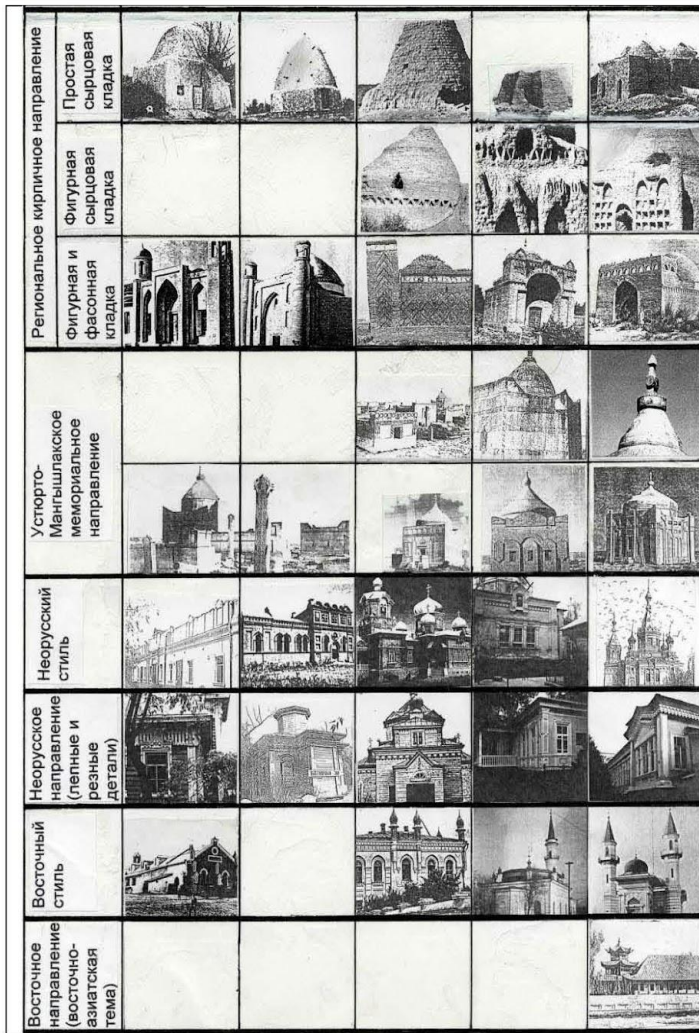 Региональное кирпичное направление
Простая
сырцовая
кладка
Фигурная
сырцовая
кладка
Фигурная и
фасонная
кладка
Устюрто-
Мангышлакское
мемориальное
направление
Неорусский
стиль
Неорусское
направление
(лепные и
резные
детали)
Восточный
стиль
Восточное
направление
(восточно-
азиатская
тема)